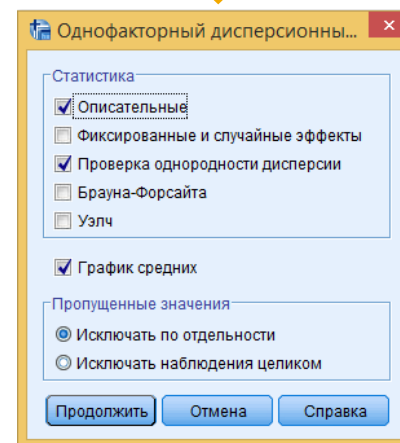 Однофакторный дисперсионны...
Статистика
Описательные
Фиксированные и случайные эффекты
Проверка однородности дисперсии
Брауна-Форсайта
Уэлч
График средних
Пропущенные значения
Исключать по отдельности
Исключать наблюдения целиком
Продолжить Отмена Справка